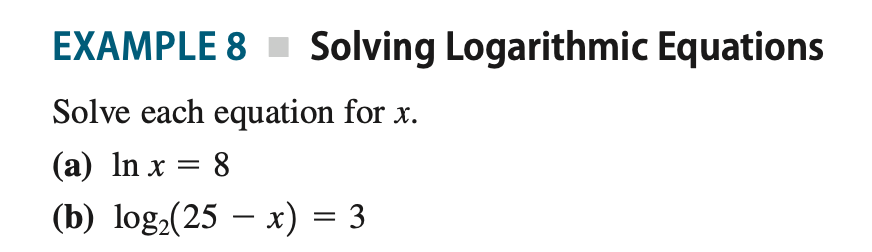 EXAMPLE 8 ■ Solving Logarithmic Equations
Solve each equation for x.
(a) ln x = 8
(b) log₂(25 − x) = 3